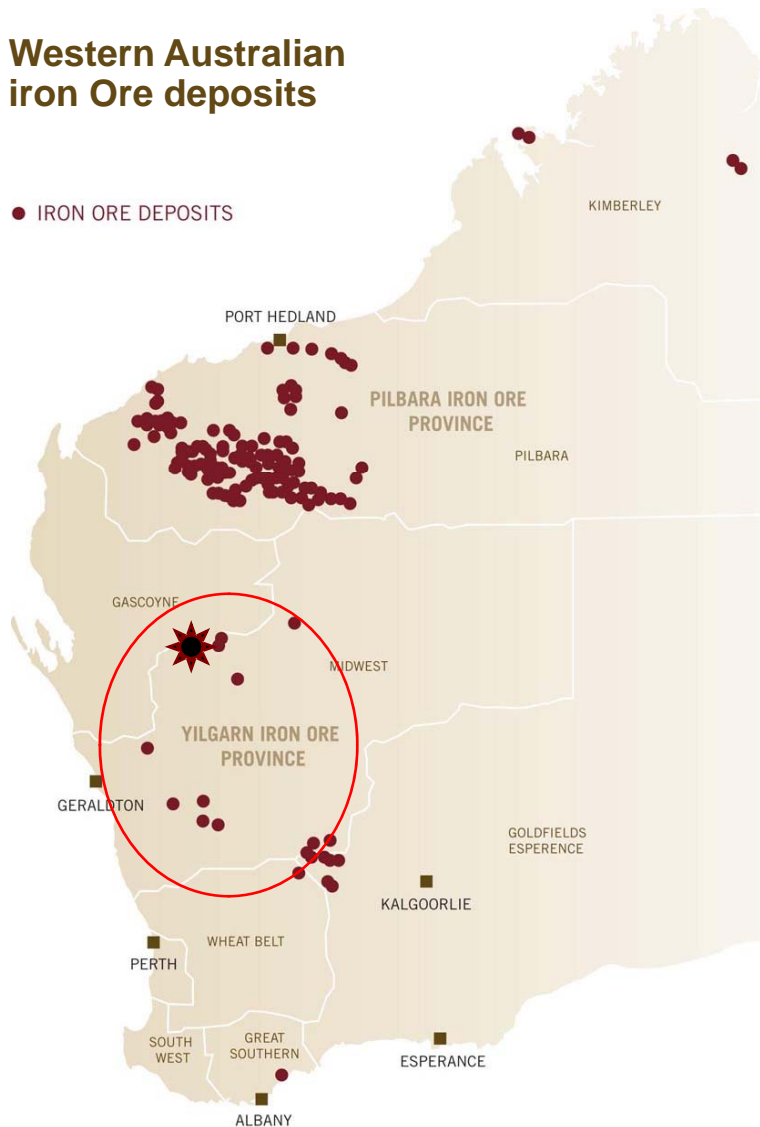 Western Australian
iron Ore deposits
IRON ORE DEPOSITS
KIMBERLEY
PORT HEDLAND
PILBARA IRON ORE
PROVINCE
PILBARA
GASCOYNE
MIDWEST
YILGARN IRON ORE
PROVINCE
GERALDTON
GOLDFIELDS
ESPERENCE
KALGOORLIE
WHEAT BELT
PERTH
SOUTH
WEST
GREAT
SOUTHERN
ESPERANCE
ALBANY